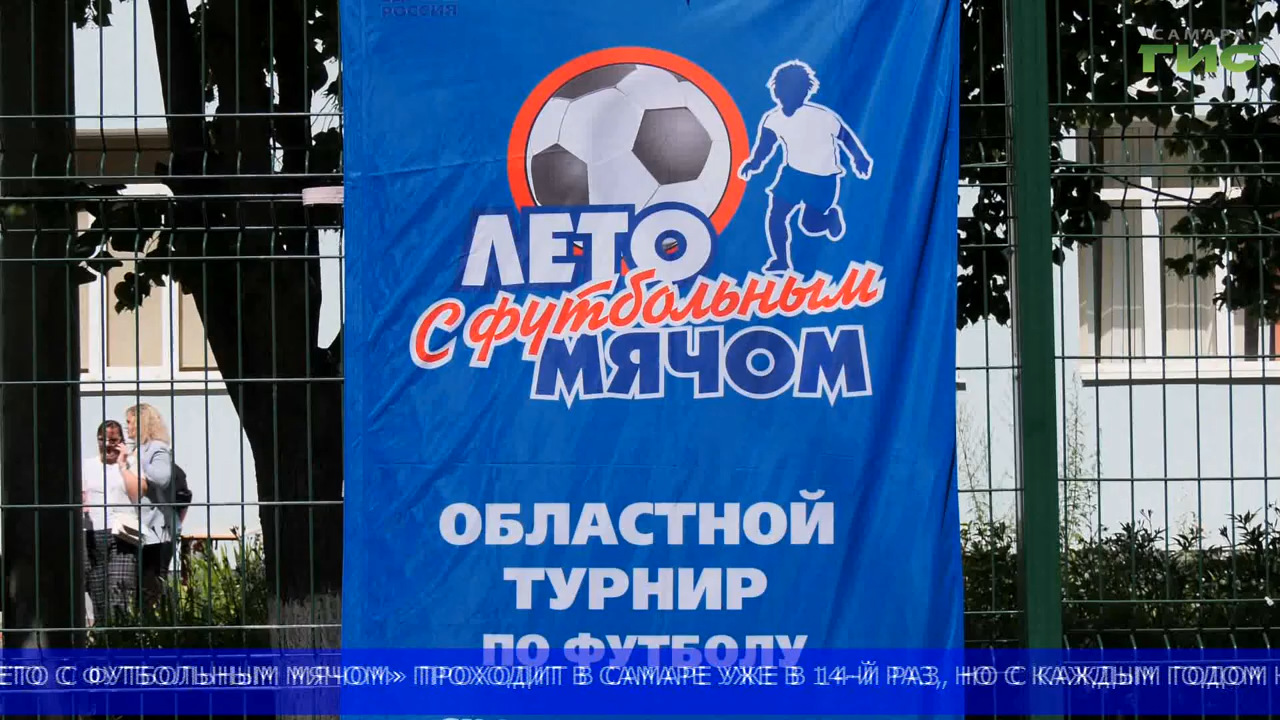 РОССИЯ
САМАРА
ГИС
ЛЕТО
С футбольным
МЯЧОМ
ОБЛАСТНОЙ
ТУРНИР
ПО ФУТБОЛУ
ЕТО С ФУТБОЛЬНЫМ МЯЧОМ» ПРОХОДИТ В САМАРЕ УЖЕ В 14-Й РАЗ, НО С КАЖДЫМ ГОДОМ